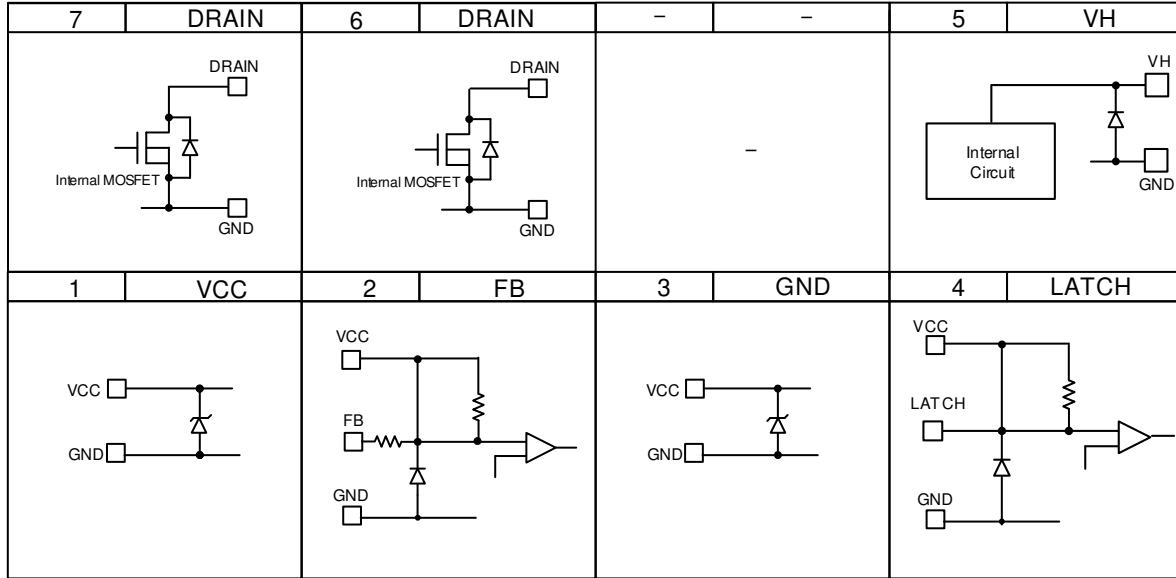 7 DRAIN 6 DRAIN – – 5 VH
DRAIN
Internal MOSFET
GND
DRAIN
Internal MOSFET
GND
–
VH
Internal
Circuit
GND
1 VCC 2 FB 3 GND 4 LATCH
VCC
GND
VCC
FB
GND
VCC
GND
VCC
LATCH
GND